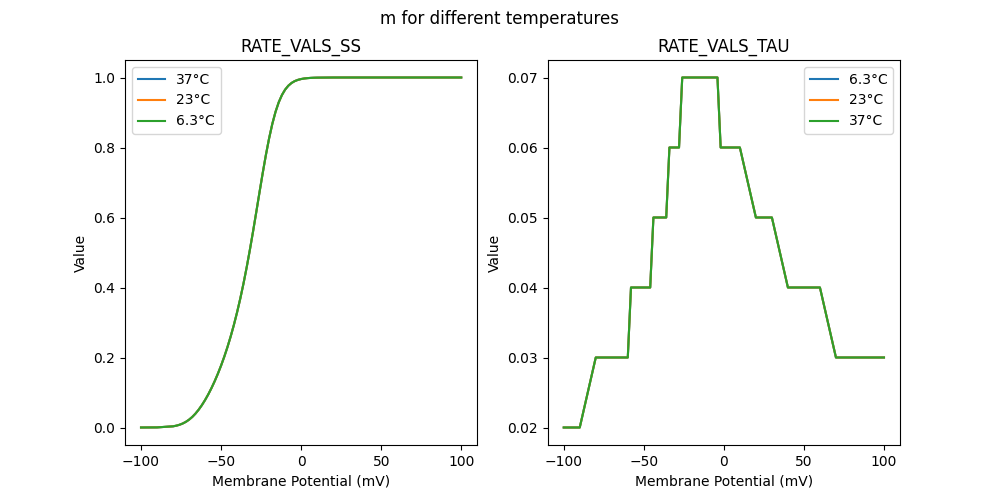 m for different temperatures
RATE_VALS_SS
1.0
0.8
0.6
0.4
0.2
0.0
Value
−100
−50
0
50
100
Membrane Potential (mV)
37°C
23°C
6.3°C
RATE_VALS_TAU
0.07
0.06
0.05
0.04
0.03
0.02
Value
−100
−50
0
50
100
Membrane Potential (mV)
6.3°C
23°C
37°C